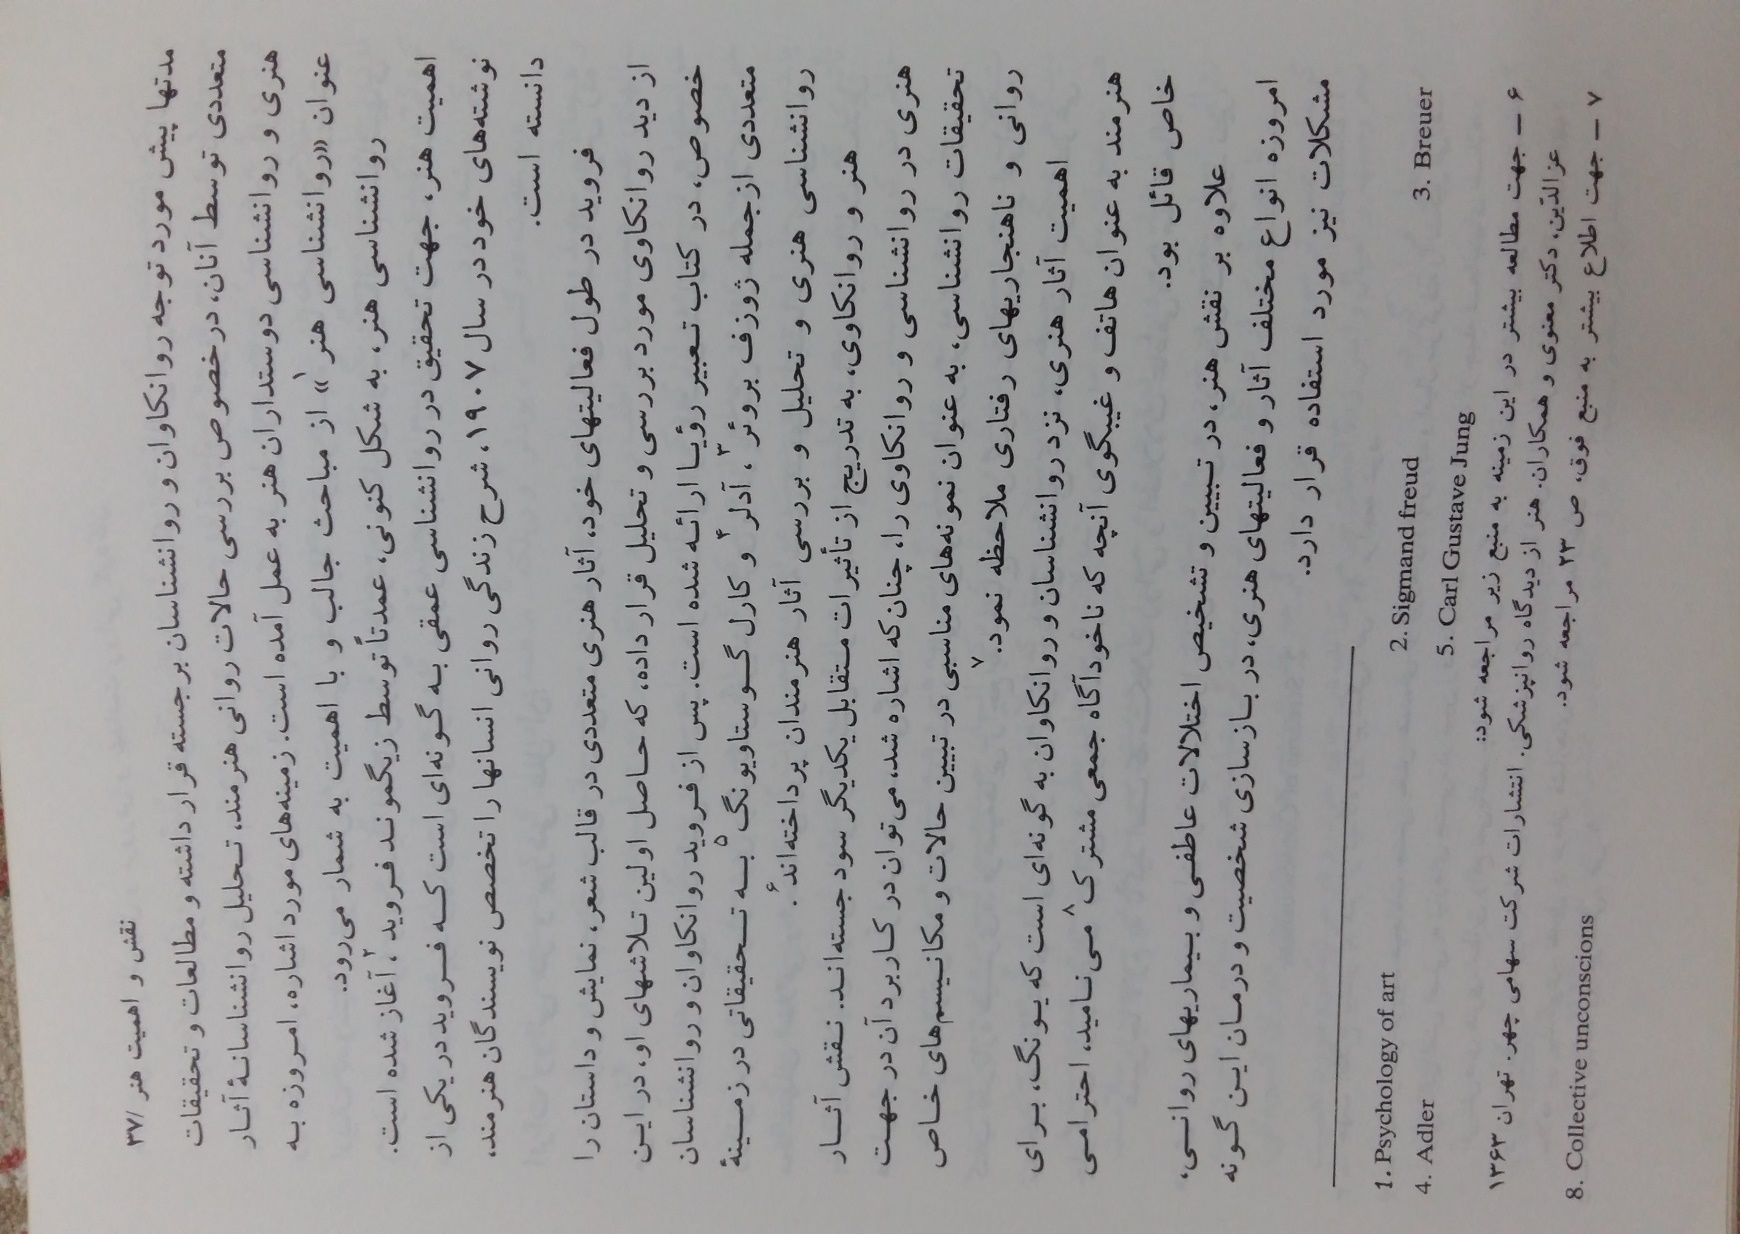 نقش و اهمیت هنر /۳۷
مدتها پیش مورد توجه روانکاوان و روانشناسان برجسته قرار داشته و مطالعات و تحقیقات
متعددی توسط آنان، در خصوص بررسی حالات روانی هنرمند، تحلیل روانشناسانهٔ آثار
هنری و روانشناسی دوستداران هنر به عمل آمده است. زمینه‌های مورد اشاره، امروزه به
عنوان «روانشناسی هنر۱» از مباحث جالب و با اهمیت به شمار می‌رود.
روانشناسی هنر، به شکل کنونی، عمدتاً توسط زیگموند فروید۲، آغاز شده است.
اهمیت هنر، جهت تحقیق در روانشناسی عمقی به گونه‌ای است که فروید در یکی از
نوشته‌های خود در سال ۱۹۰۷، شرح زندگی روانی انسانها را تخصص نویسندگان هنرمند،
دانسته است.
فروید در طول فعالیتهای خود، آثار هنری متعددی در قالب شعر، نمایش و داستان را
از دید روانکاوی مورد بررسی و تحلیل قرار داده، که حاصل اولین تلاشهای او، در این
خصوص، در کتاب تعبیر رؤیا ارائه شده است. پس از فروید روانکاوان و روانشناسان
متعددی ازجمله ژوزف بروئر۳، آدلر۴ و کارل گوستاویونگ۵ به تحقیقاتی در زمینهٔ
روانشناسی هنری و تحلیل و بررسی آثار هنرمندان پرداخته‌اند۶.
هنر و روانکاوی، به تدریج از تأثیرات متقابل یکدیگر سود جسته‌اند. نقش آثار
هنری در روانشناسی و روانکاوی را، چنان‌که اشاره شد، می‌توان در کاربرد آن در جهت
تحقیقات روانشناسی، به عنوان نمونه‌های مناسبی در تبیین حالات و مکانیسم‌های خاص
روانی و ناهنجاریهای رفتاری ملاحظه نمود.۷
اهمیت آثار هنری، نزد روانشناسان و روانکاوان به گونه‌ای است که یونگ، برای
هنرمند به عنوان هاتف و غیبگوی آنچه که ناخودآگاه جمعی مشترک۸ می‌نامید، احترامی
خاص قائل بود.
علاوه بر نقش هنر، در تبیین و تشخیص اختلالات عاطفی و بیماریهای روانی،
امروزه انواع مختلف آثار و فعالیتهای هنری، در بازسازی شخصیت و درمان این گونه
مشکلات نیز مورد استفاده قرار دارد.
1. Psychology of art 2. Sigmand freud 3. Breuer
4. Adler 5. Carl Gustave Jung
۶ ــ جهت مطالعه بیشتر در این زمینه به منبع زیر مراجعه شود:
عزالدّین، دکتر معنوی و همکاران. هنر از دیدگاه روانپزشکی. انتشارات شرکت سهامی چهر. تهران ۱۳۶۳
۷ ــ جهت اطلاع بیشتر به منبع فوق، ص ۲۳ مراجعه شود.
8. Collective unconscions